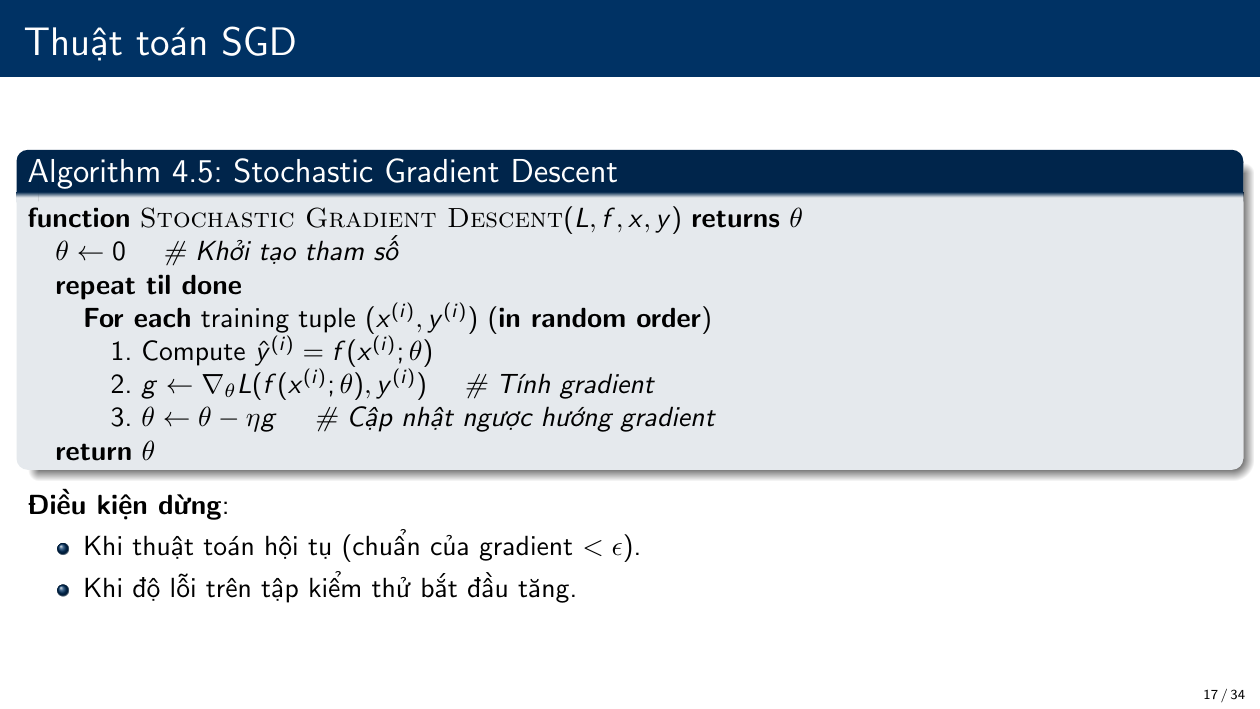 Thuật toán SGD
Algorithm 4.5: Stochastic Gradient Descent
function Stochastic Gradient Descent(L, f, x, y) returns θ
θ ← 0 # Khởi tạo tham số
repeat til done
For each training tuple (x⁽ⁱ⁾, y⁽ⁱ⁾) (in random order)
1. Compute ŷ⁽ⁱ⁾ = f(x⁽ⁱ⁾; θ)
2. g ← ∇_θ L(f(x⁽ⁱ⁾; θ), y⁽ⁱ⁾) # Tính gradient
3. θ ← θ − ηg # Cập nhật ngược hướng gradient
return θ
Điều kiện dừng:
Khi thuật toán hội tụ (chuẩn của gradient < ϵ).
Khi độ lỗi trên tập kiểm thử bắt đầu tăng.
17 / 34